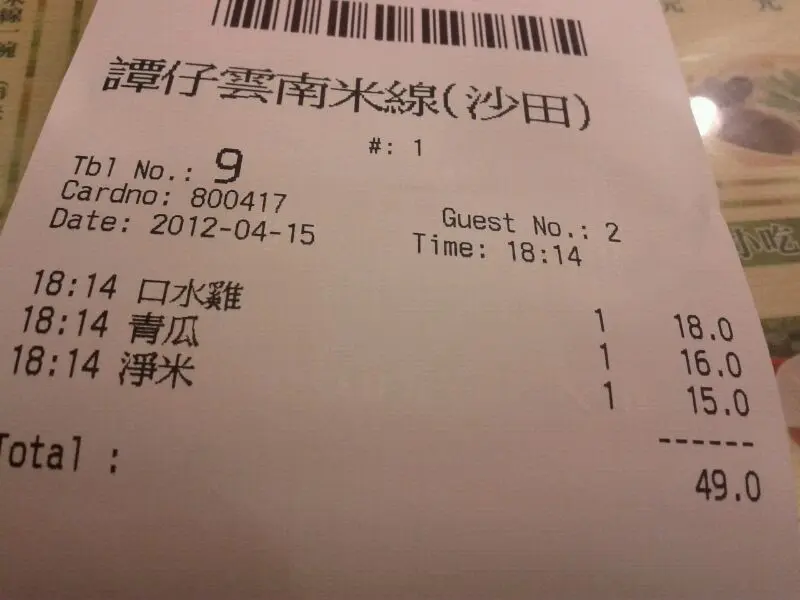 譚仔雲南米線(沙田)
#: 1
Tbl No.: 9
Cardno: 800417
Guest No.: 2
Date: 2012-04-15
Time: 18:14
18:14 口水雞 1 18.0
18:14 青瓜 1 16.0
18:14 淨米 1 15.0
------
Total : 49.0
小吃